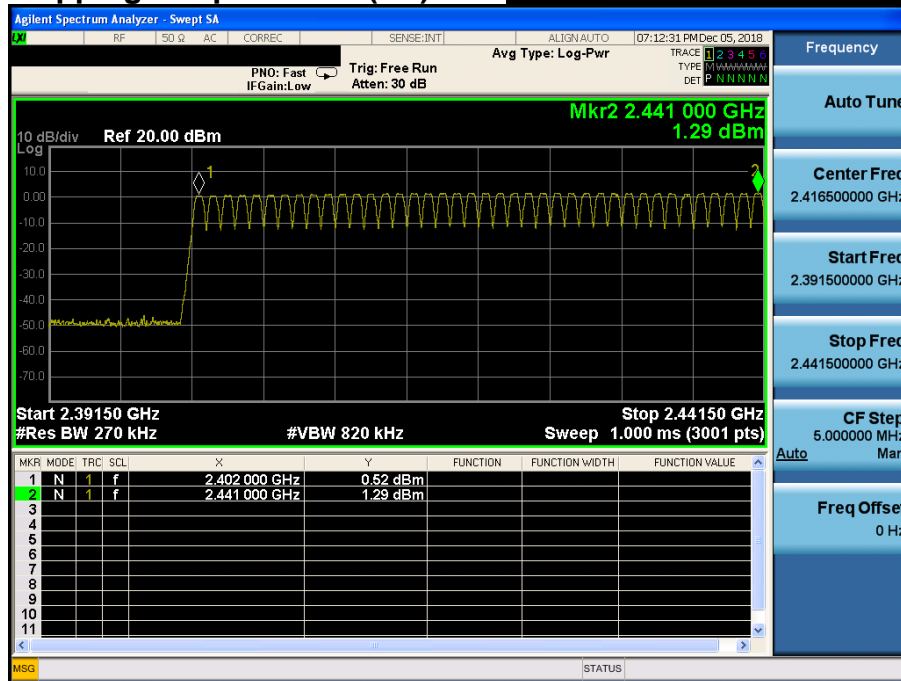 Agilent Spectrum Analyzer - Swept SA
LXI RF 50 Ω AC CORREC SENSE:INT ALIGNAUTO 07:12:31 PM Dec 05, 2018
Frequency
Avg Type: Log-Pwr TRACE 1 2 3 4 5 6
PNO: Fast Trig: Free Run TYPE M WWWWW
IFGain:Low Atten: 30 dB DET P N N N N N
Auto Tune
Mkr2 2.441 000 GHz
10 dB/div Ref 20.00 dBm 1.29 dBm
Log
10.0
0.00
-10.0
-20.0
-30.0
-40.0
-50.0
-60.0
-70.0
1
2
Start 2.39150 GHz Stop 2.44150 GHz
#Res BW 270 kHz #VBW 820 kHz Sweep 1.000 ms (3001 pts)
Center Freq
2.416500000 GHz
Start Freq
2.391500000 GHz
Stop Freq
2.441500000 GHz
CF Step
5.000000 MHz
Auto Man
Freq Offset
0 Hz
MKR MODE TRC SCL X Y FUNCTION FUNCTION WIDTH FUNCTION VALUE
1 N 1 f 2.402 000 GHz 0.52 dBm
2 N 1 f 2.441 000 GHz 1.29 dBm
3
4
5
6
7
8
9
10
11
MSG STATUS